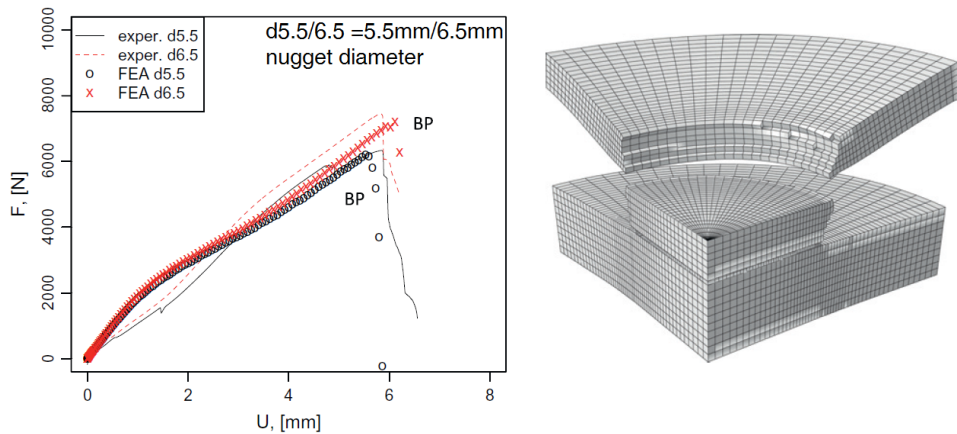 d5.5/6.5 =5.5mm/6.5mm
nugget diameter
exper. d5.5
exper. d6.5
o FEA d5.5
x FEA d6.5
BP
BP
F, [N]
0
2000
4000
6000
8000
10000
0 2 4 6 8
U, [mm]